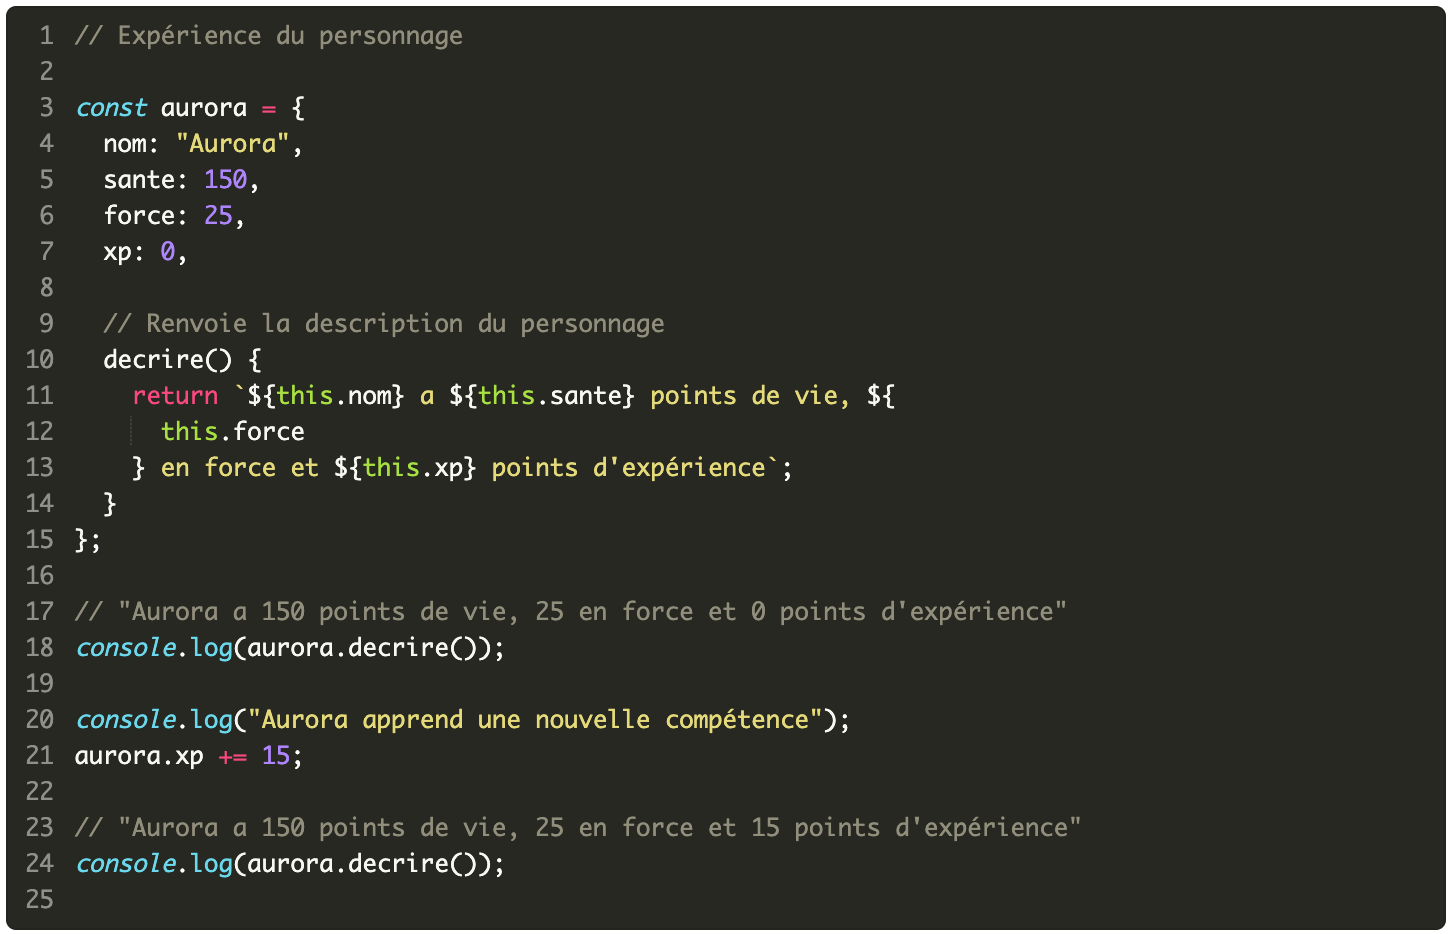 1 // Expérience du personnage
2
3 const aurora = {
4   nom: "Aurora",
5   sante: 150,
6   force: 25,
7   xp: 0,
8
9   // Renvoie la description du personnage
10   decrire() {
11     return `${this.nom} a ${this.sante} points de vie, ${
12       this.force
13     } en force et ${this.xp} points d'expérience`;
14   }
15 };
16
17 // "Aurora a 150 points de vie, 25 en force et 0 points d'expérience"
18 console.log(aurora.decrire());
19
20 console.log("Aurora apprend une nouvelle compétence");
21 aurora.xp += 15;
22
23 // "Aurora a 150 points de vie, 25 en force et 15 points d'expérience"
24 console.log(aurora.decrire());
25